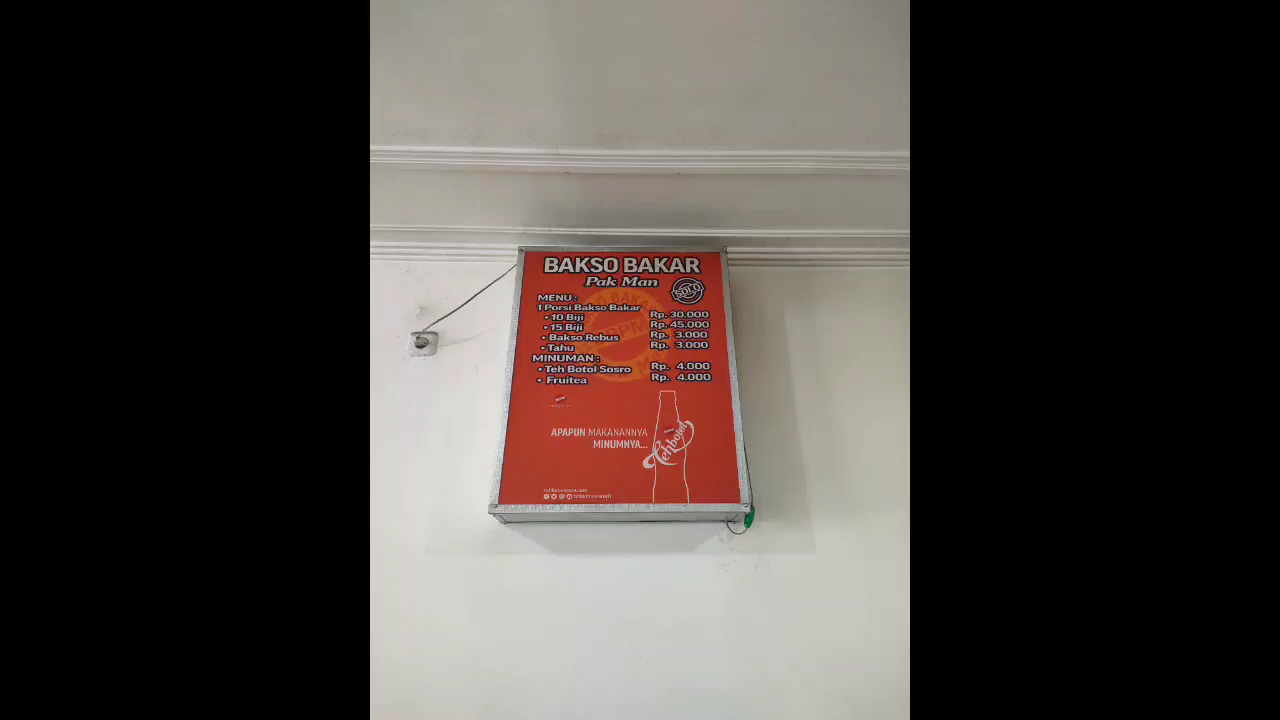 BAKSO BAKAR
Pak Man
SOLO
MENU :
1 Porsi Bakso Bakar
• 10 Biji Rp. 30.000
• 15 Biji Rp. 45.000
• Bakso Rebus Rp. 3.000
• Tahu Rp. 3.000
MINUMAN :
• Teh Botol Sosro Rp. 4.000
• Fruitea Rp. 4.000
APAPUN MAKANANNYA
MINUMNYA...
Tehbotol